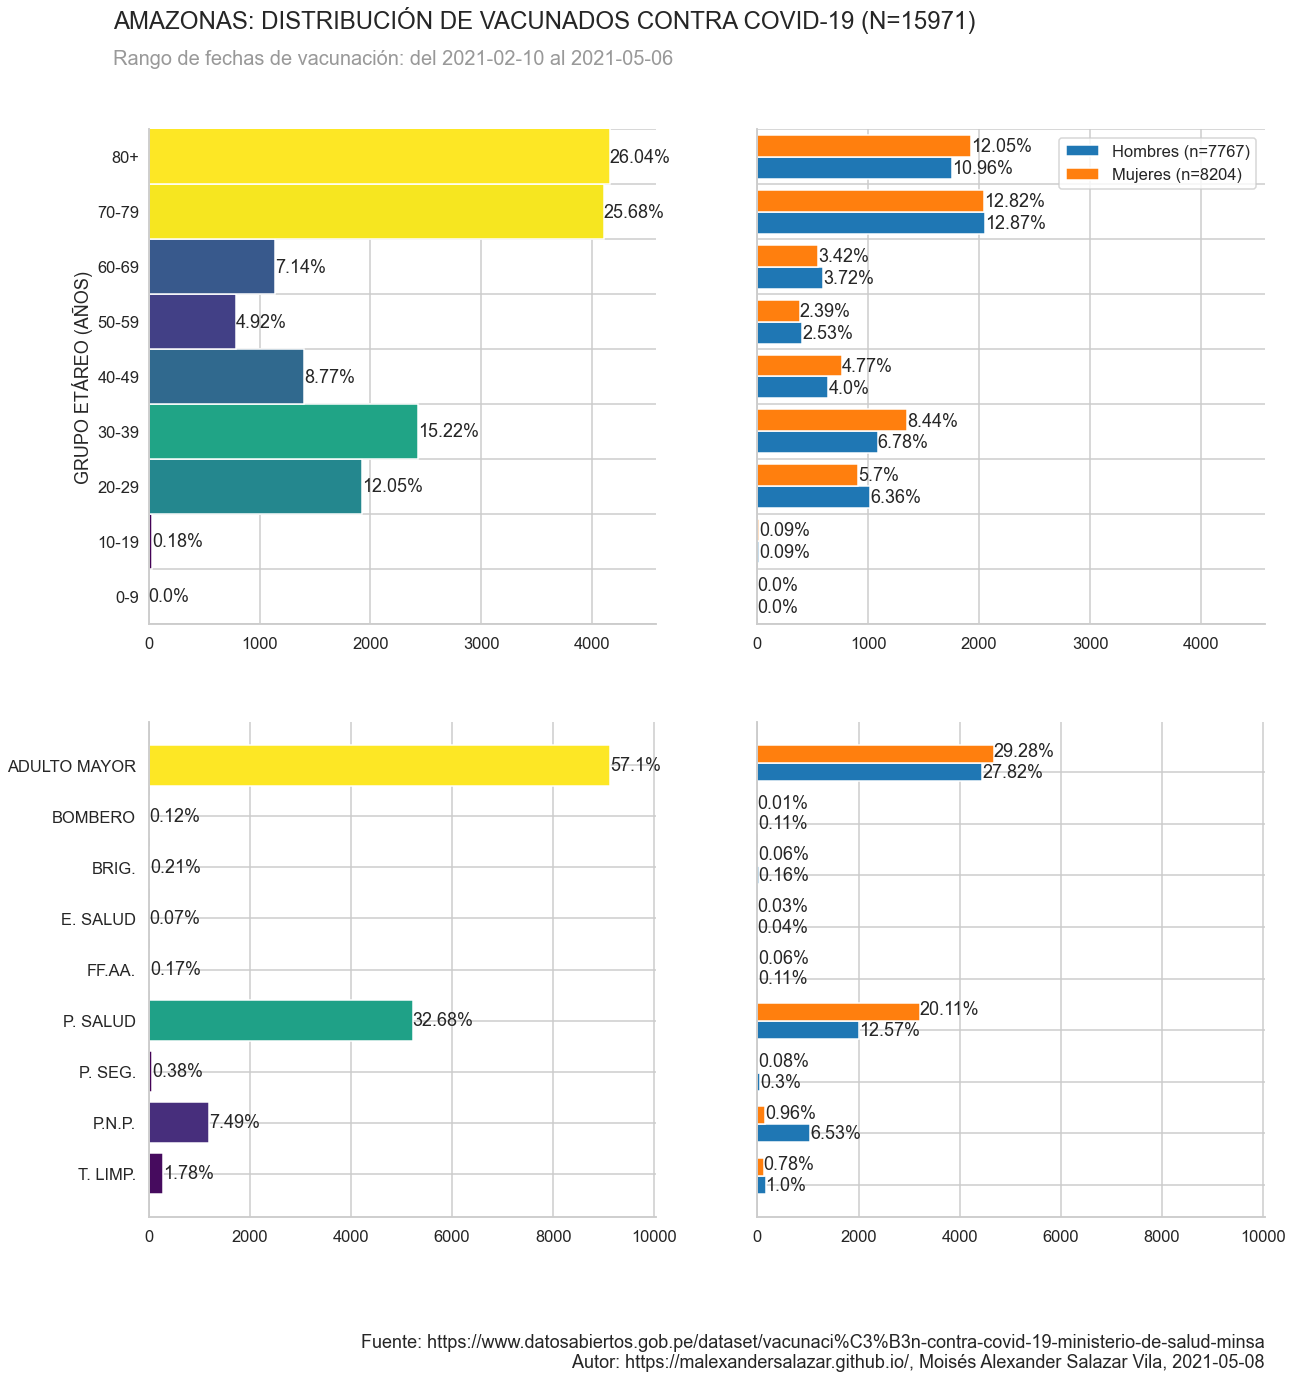 AMAZONAS: DISTRIBUCIÓN DE VACUNADOS CONTRA COVID-19 (N=15971)
Rango de fechas de vacunación: del 2021-02-10 al 2021-05-06
GRUPO ETÁREO (AÑOS)
80+ 26.04%
70-79 25.68%
60-69 7.14%
50-59 4.92%
40-49 8.77%
30-39 15.22%
20-29 12.05%
10-19 0.18%
0-9 0.0%
0 1000 2000 3000 4000
Hombres (n=7767)
Mujeres (n=8204)
12.05%
10.96%
12.82%
12.87%
3.42%
3.72%
2.39%
2.53%
4.77%
4.0%
8.44%
6.78%
5.7%
6.36%
0.09%
0.09%
0.0%
0.0%
0 1000 2000 3000 4000
ADULTO MAYOR 57.1%
BOMBERO 0.12%
BRIG. 0.21%
E. SALUD 0.07%
FF.AA. 0.17%
P. SALUD 32.68%
P. SEG. 0.38%
P.N.P. 7.49%
T. LIMP. 1.78%
0 2000 4000 6000 8000 10000
29.28%
27.82%
0.01%
0.11%
0.06%
0.16%
0.03%
0.04%
0.06%
0.11%
20.11%
12.57%
0.08%
0.3%
0.96%
6.53%
0.78%
1.0%
0 2000 4000 6000 8000 10000
Fuente: https://www.datosabiertos.gob.pe/dataset/vacunaci%C3%B3n-contra-covid-19-ministerio-de-salud-minsa
Autor: https://malexandersalazar.github.io/, Moisés Alexander Salazar Vila, 2021-05-08